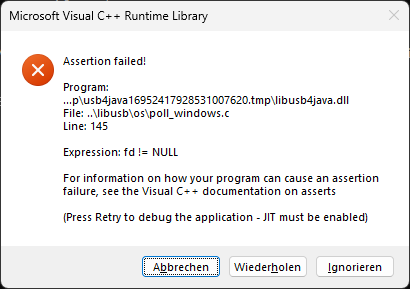 Microsoft Visual C++ Runtime Library
Assertion failed!
Program:
...p\usb4java16952417928531007620.tmp\libusb4java.dll
File: ..\libusb\os\poll_windows.c
Line: 145
Expression: fd != NULL
For information on how your program can cause an assertion
failure, see the Visual C++ documentation on asserts
(Press Retry to debug the application - JIT must be enabled)
Abbrechen
Wiederholen
Ignorieren